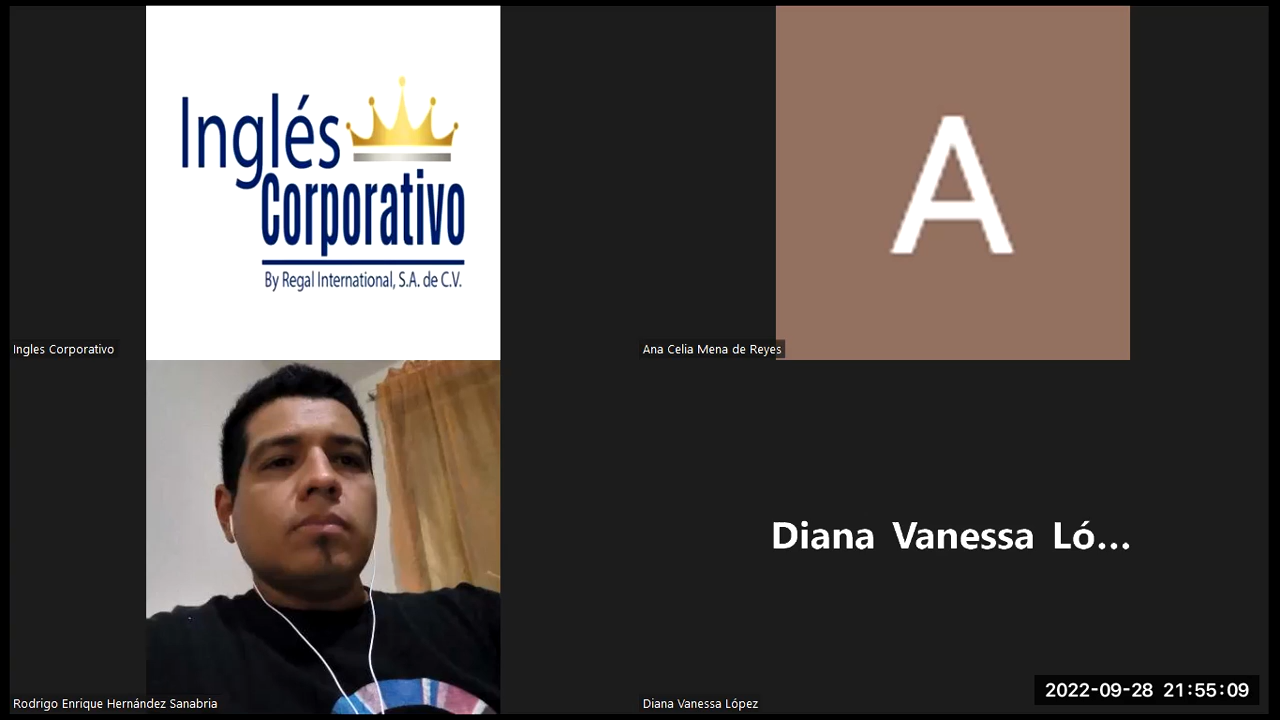 Inglés
Corporativo
By Regal International, S.A. de C.V.
Ingles Corporativo
A
Ana Celia Mena de Reyes
Rodrigo Enrique Hernández Sanabria
Diana Vanessa Ló...
Diana Vanessa López
2022-09-28 21:55:09